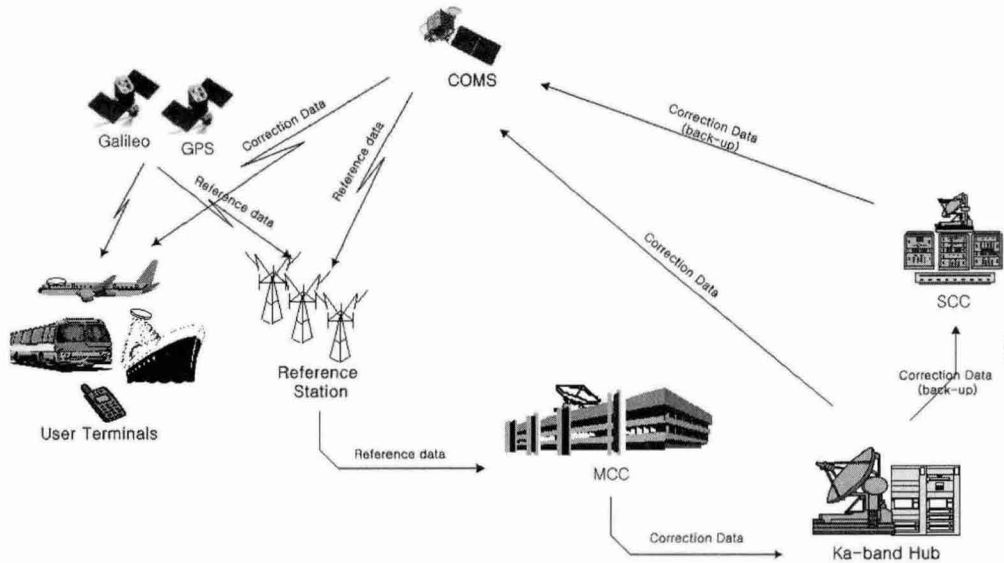 COMS
Galileo
GPS
Correction Data
Reference data
Reference data
Correction Data
(back-up)
Correction Data
SCC
Correction Data
(back-up)
Reference
Station
User Terminals
Reference data
MCC
Correction Data
Ka-band Hub